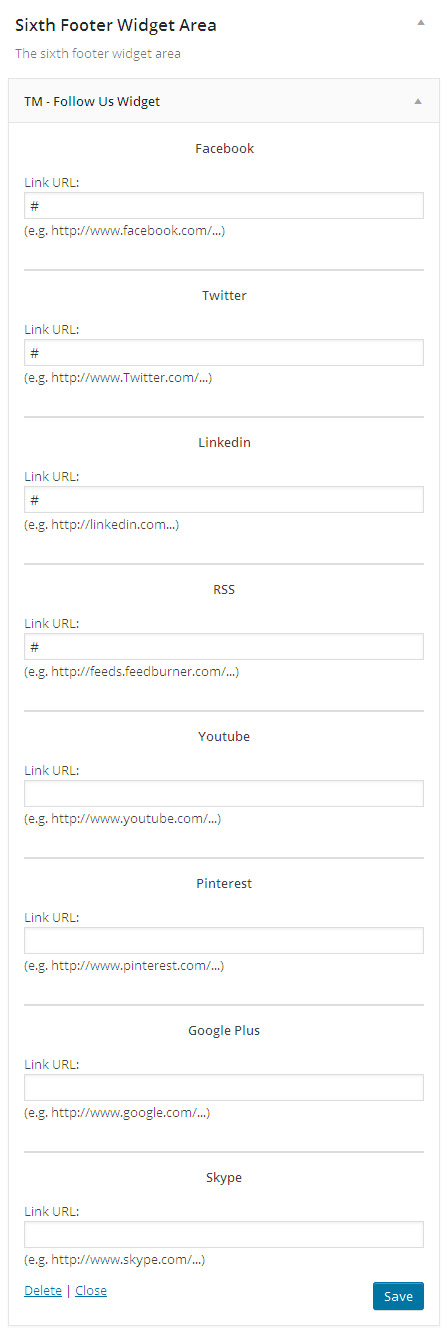 Sixth Footer Widget Area
The sixth footer widget area
TM - Follow Us Widget
Facebook
Link URL:
#
(e.g. http://www.facebook.com/...)
Twitter
Link URL:
#
(e.g. http://www.Twitter.com/...)
Linkedin
Link URL:
#
(e.g. http://linkedin.com...)
RSS
Link URL:
#
(e.g. http://feeds.feedburner.com/...)
Youtube
Link URL:
(e.g. http://www.youtube.com/...)
Pinterest
Link URL:
(e.g. http://www.pinterest.com/...)
Google Plus
Link URL:
(e.g. http://www.google.com/...)
Skype
Link URL:
(e.g. http://www.skype.com/...)
Delete | Close Save